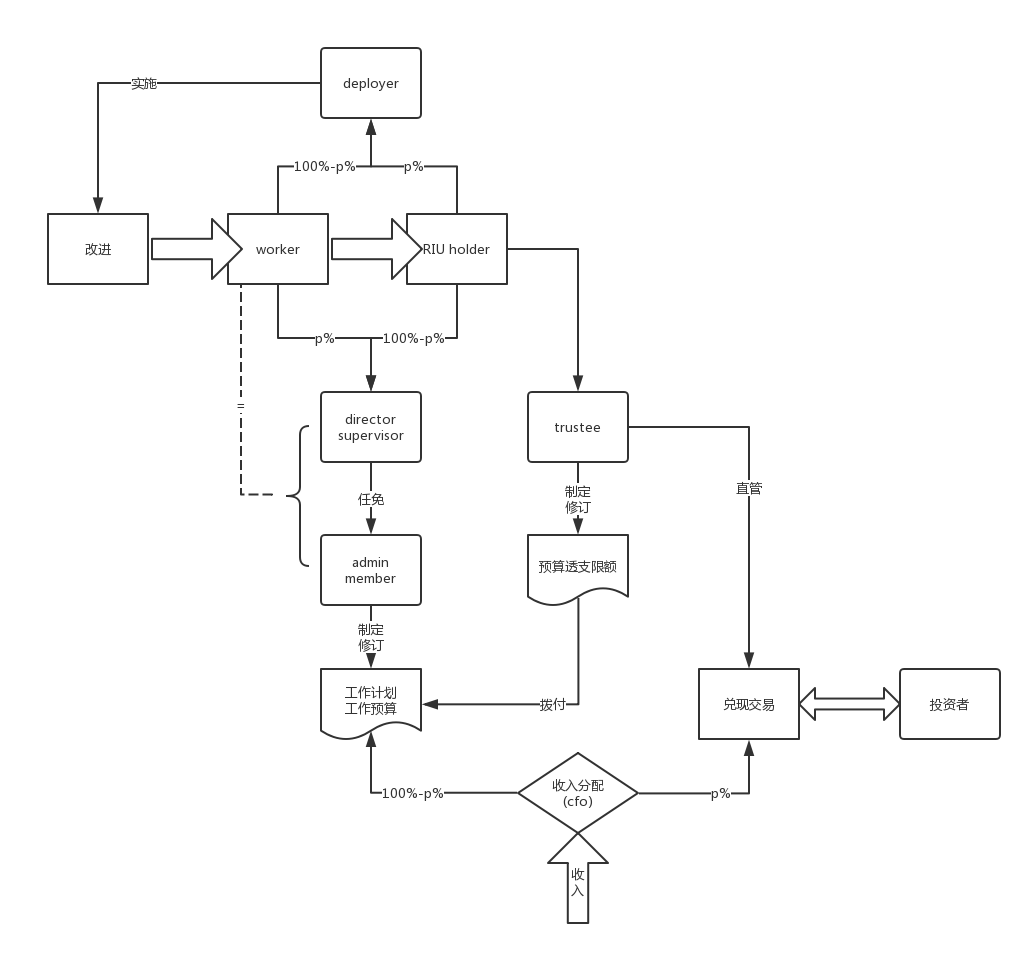 deployer
实施
100%-p%
p%
改进
worker
RIU holder
p%
100%-p%
=
director
supervisor
trustee
任免
制定
修订
直管
admin
member
预算透支限额
制定
修订
工作计划
工作预算
拨付
兑现交易
投资者
收入分配
(cfo)
100%-p%
p%
收
入